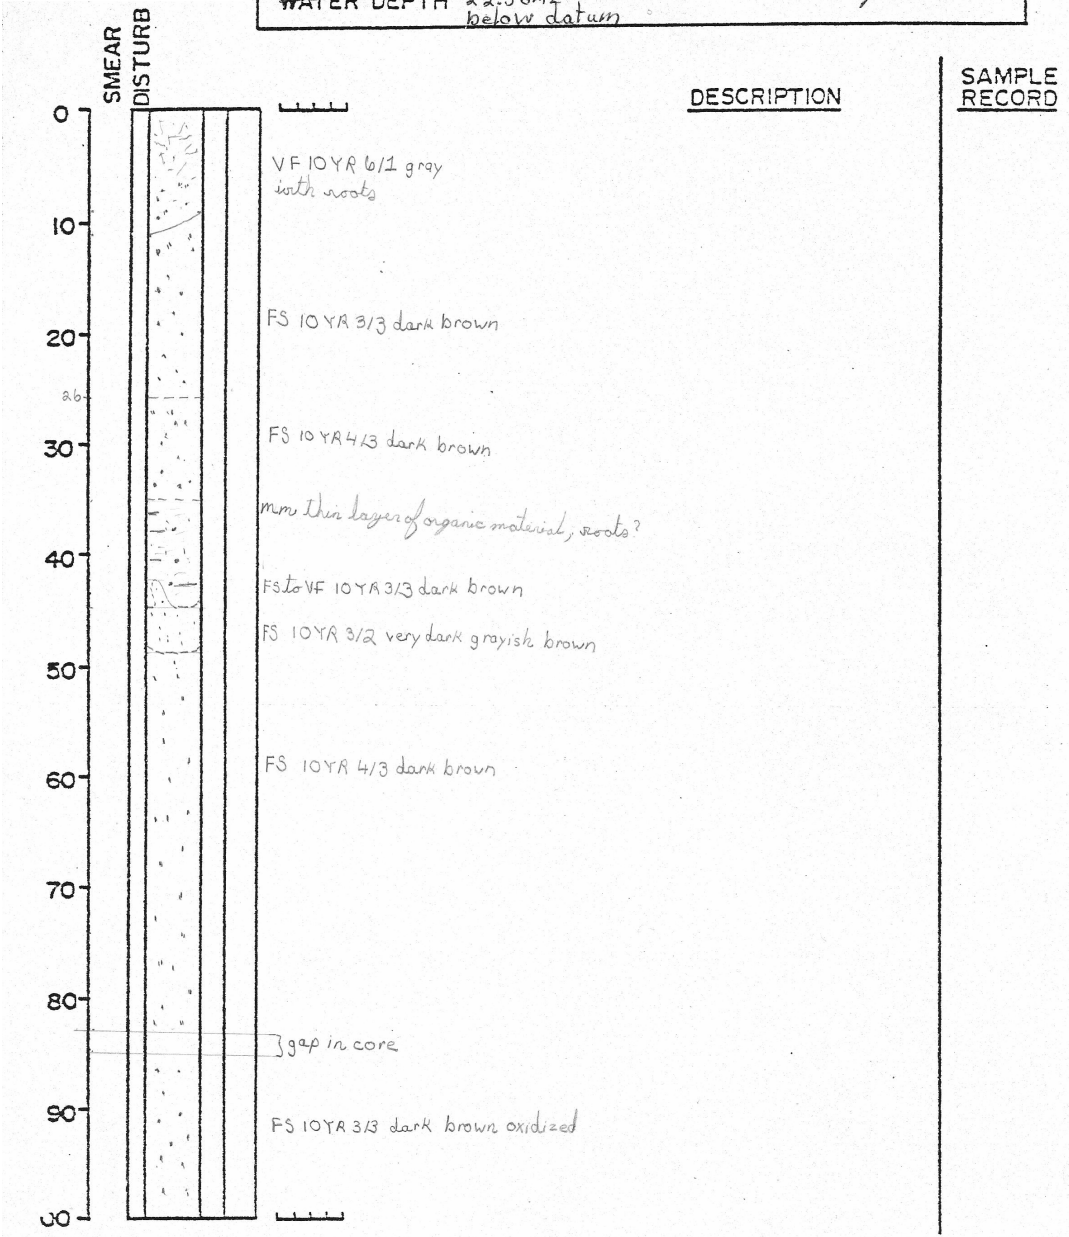 WATER DEPTH
below datum
SMEAR
DISTURB
DESCRIPTION
SAMPLE
RECORD
0
VF 10YR 6/1 gray
with roots
10
FS 10YR 3/3 dark brown
20
26
FS 10YR 4/3 dark brown
30
mm thin layer of organic material, roots?
40
FS to VF 10YR 3/3 dark brown
FS 10YR 3/2 very dark grayish brown
50
FS 10YR 4/3 dark brown
60
70
80
}gap in core
90
FS 10YR 3/3 dark brown oxidized